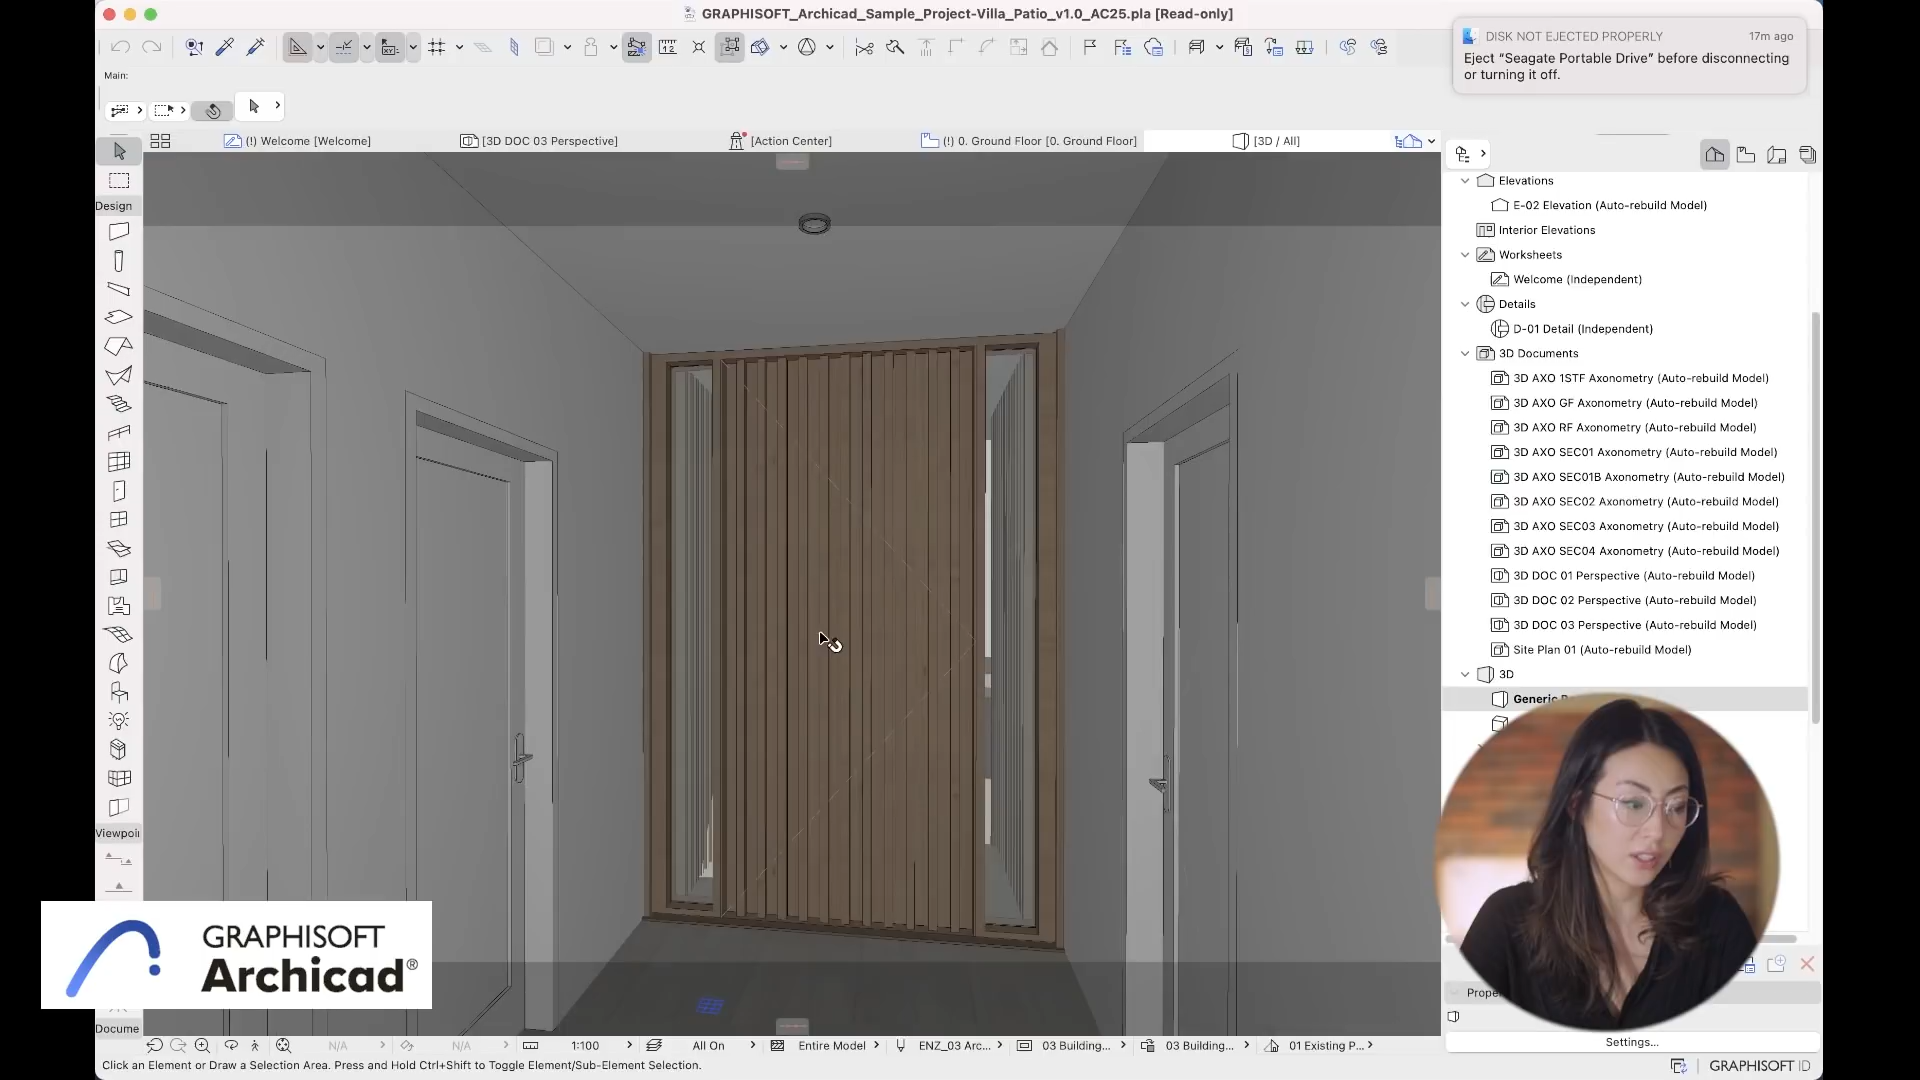 GRAPHISOFT_Archicad_Sample_Project-Villa_Patio_v1.0_AC25.pla [Read-only]
DISK NOT EJECTED PROPERLY
17m ago
Eject “Seagate Portable Drive” before disconnecting
or turning it off.
Main:
(!) Welcome [Welcome]
[3D DOC 03 Perspective]
[Action Center]
(!) 0. Ground Floor [0. Ground Floor]
[3D / All]
Design
Elevations
E-02 Elevation (Auto-rebuild Model)
Interior Elevations
Worksheets
Welcome (Independent)
Details
D-01 Detail (Independent)
3D Documents
3D AXO 1STF Axonometry (Auto-rebuild Model)
3D AXO GF Axonometry (Auto-rebuild Model)
3D AXO RF Axonometry (Auto-rebuild Model)
3D AXO SEC01 Axonometry (Auto-rebuild Model)
3D AXO SEC01B Axonometry (Auto-rebuild Model)
3D AXO SEC02 Axonometry (Auto-rebuild Model)
3D AXO SEC03 Axonometry (Auto-rebuild Model)
3D AXO SEC04 Axonometry (Auto-rebuild Model)
3D DOC 01 Perspective (Auto-rebuild Model)
3D DOC 02 Perspective (Auto-rebuild Model)
3D DOC 03 Perspective (Auto-rebuild Model)
Site Plan 01 (Auto-rebuild Model)
3D
Generic
Viewpoi
GRAPHISOFT
Archicad®
Docume
Prope
Settings...
N/A
N/A
1:100
All On
Entire Model
ENZ_03 Arc...
03 Building...
03 Building...
01 Existing P...
Click an Element or Draw a Selection Area. Press and Hold Ctrl+Shift to Toggle Element/Sub-Element Selection.
GRAPHISOFT ID